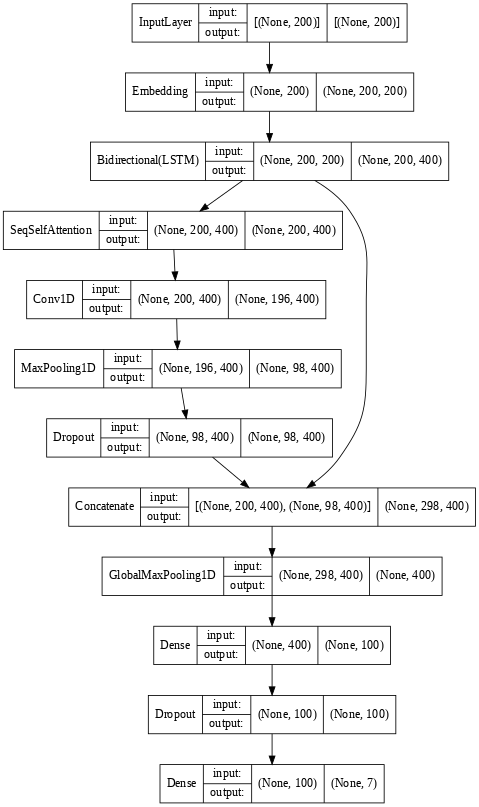 InputLayer input: output: [(None, 200)] [(None, 200)]
Embedding input: output: (None, 200) (None, 200, 200)
Bidirectional(LSTM) input: output: (None, 200, 200) (None, 200, 400)
SeqSelfAttention input: output: (None, 200, 400) (None, 200, 400)
Conv1D input: output: (None, 200, 400) (None, 196, 400)
MaxPooling1D input: output: (None, 196, 400) (None, 98, 400)
Dropout input: output: (None, 98, 400) (None, 98, 400)
Concatenate input: output: [(None, 200, 400), (None, 98, 400)] (None, 298, 400)
GlobalMaxPooling1D input: output: (None, 298, 400) (None, 400)
Dense input: output: (None, 400) (None, 100)
Dropout input: output: (None, 100) (None, 100)
Dense input: output: (None, 100) (None, 7)